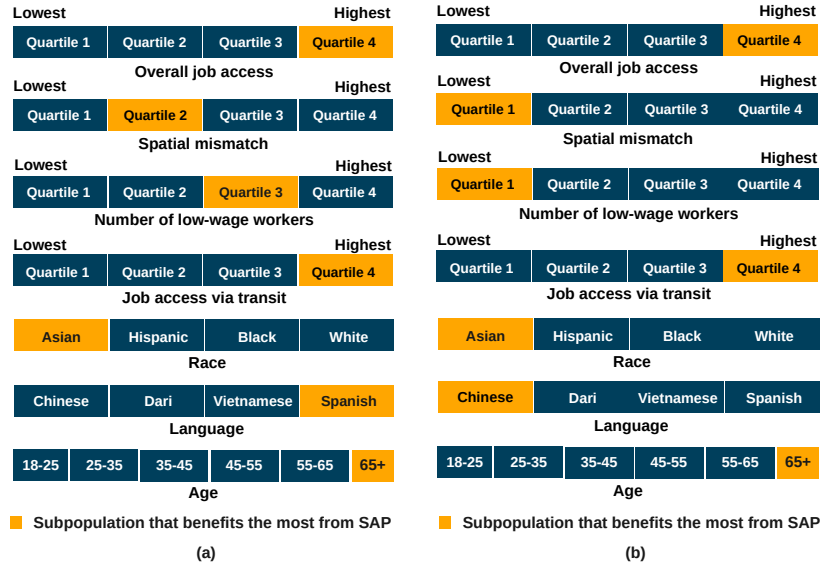 Lowest Highest
Quartile 1 Quartile 2 Quartile 3 Quartile 4
Overall job access
Quartile 1 Quartile 2 Quartile 3 Quartile 4
Spatial mismatch
Lowest Highest
Quartile 1 Quartile 2 Quartile 3 Quartile 4
Number of low-wage workers
Lowest Highest
Quartile 1 Quartile 2 Quartile 3 Quartile 4
Job access via transit
Asian Hispanic Black White
Race
Chinese Dari Vietnamese Spanish
Language
18-25 25-35 35-45 45-55 55-65 65+
Age
Subpopulation that benefits the most from SAP
(a)
Lowest Highest
Quartile 1 Quartile 2 Quartile 3 Quartile 4
Overall job access
Lowest Highest
Quartile 1 Quartile 2 Quartile 3 Quartile 4
Spatial mismatch
Lowest Highest
Quartile 1 Quartile 2 Quartile 3 Quartile 4
Number of low-wage workers
Lowest Highest
Quartile 1 Quartile 2 Quartile 3 Quartile 4
Job access via transit
Asian Hispanic Black White
Race
Chinese Dari Vietnamese Spanish
Language
18-25 25-35 35-45 45-55 55-65 65+
Age
Subpopulation that benefits the most from SAP
(b)